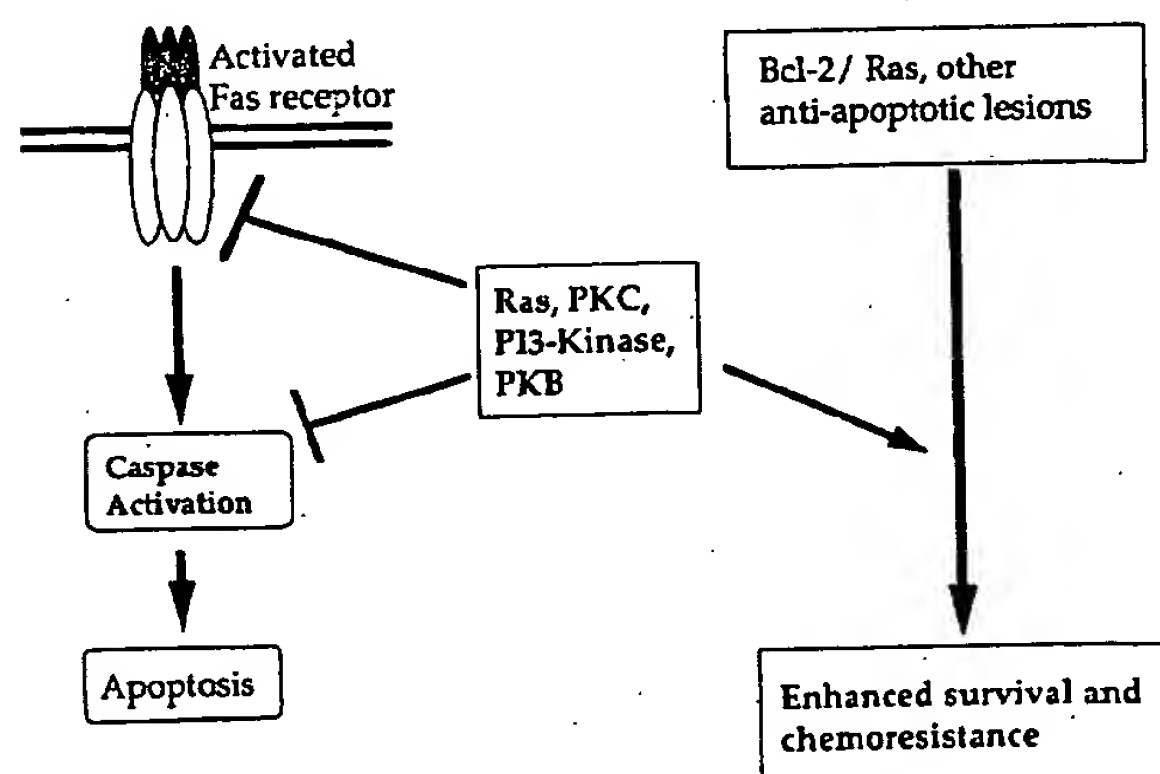 Activated
Fas receptor
Bcl-2/ Ras, other
anti-apoptotic lesions
Ras, PKC,
PI3-Kinase,
PKB
Caspase
Activation
Apoptosis
Enhanced survival and
chemoresistance